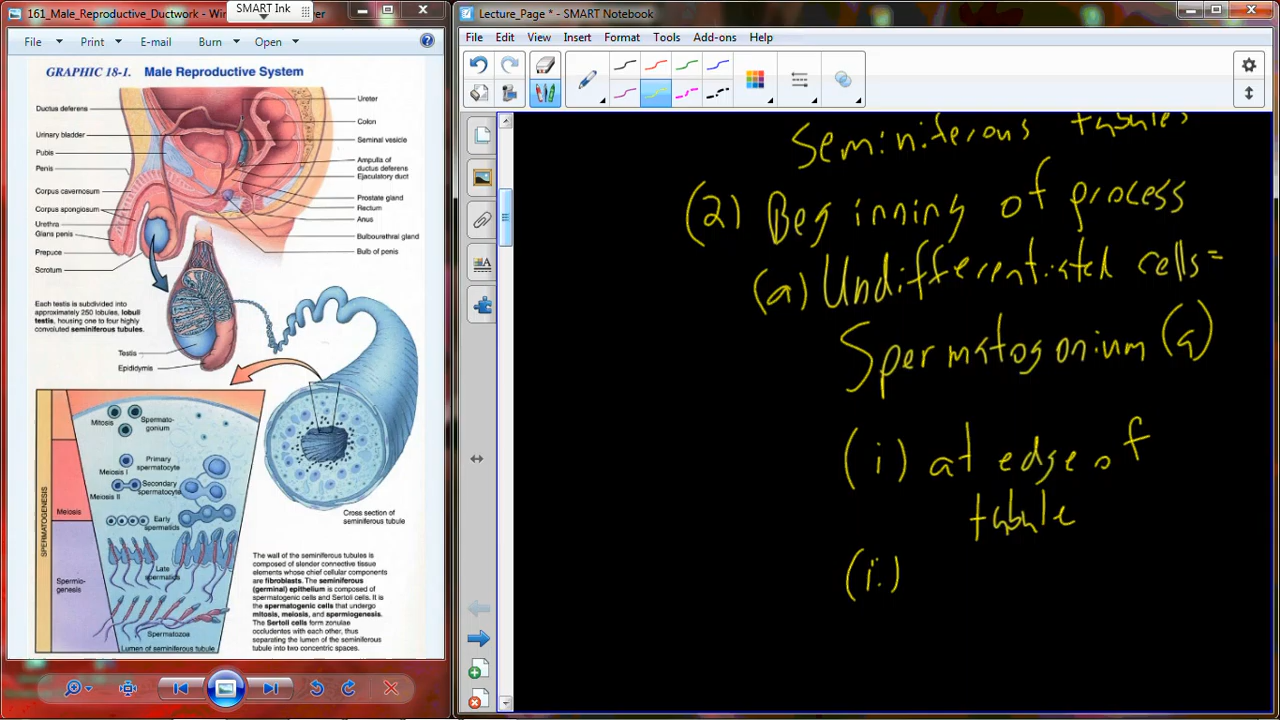 161_Male_Reproductive_Ductwork - Win
SMART Ink
File Print E-mail Burn Open
GRAPHIC 18-1. Male Reproductive System
Ductus deferens
Urinary bladder
Pubis
Penis
Corpus cavernosum
Corpus spongiosum
Urethra
Glans penis
Prepuce
Scrotum
Ureter
Colon
Seminal vesicle
Ampulla of
ductus deferens
Ejaculatory duct
Prostate gland
Rectum
Anus
Bulbourethral gland
Bulb of penis
Each testis is subdivided into
approximately 250 lobules, lobuli
testis, housing one to four highly
convoluted seminiferous tubules.
Testis
Epididymis
Cross section of
seminiferous tubule
SPERMATOGENESIS
Mitosis
Spermato-
gonium
Primary
spermatocyte
Meiosis I
Secondary
spermatocyte
Meiosis II
Meiosis
Early
spermatids
Late
spermatids
Spermio-
genesis
Spermatozoa
Lumen of seminiferous tubule
The wall of the seminiferous tubules is
composed of slender connective tissue
elements whose chief cellular components
are fibroblasts. The seminiferous
(germinal) epithelium is composed of
spermatogenic cells and Sertoli cells. It is
the spermatogenic cells that undergo
mitosis, meiosis, and spermiogenesis.
The Sertoli cells form zonulae
occludentes with each other, thus
separating the lumen of the seminiferous
tubule into two concentric spaces.
Lecture_Page * - SMART Notebook
File Edit View Insert Format Tools Add-ons Help
Seminiferous tubules
(2) Beginning of process
(a) Undifferentiated cells=
Spermatogonium (a)
(i) at edge of
tubule
(ii)